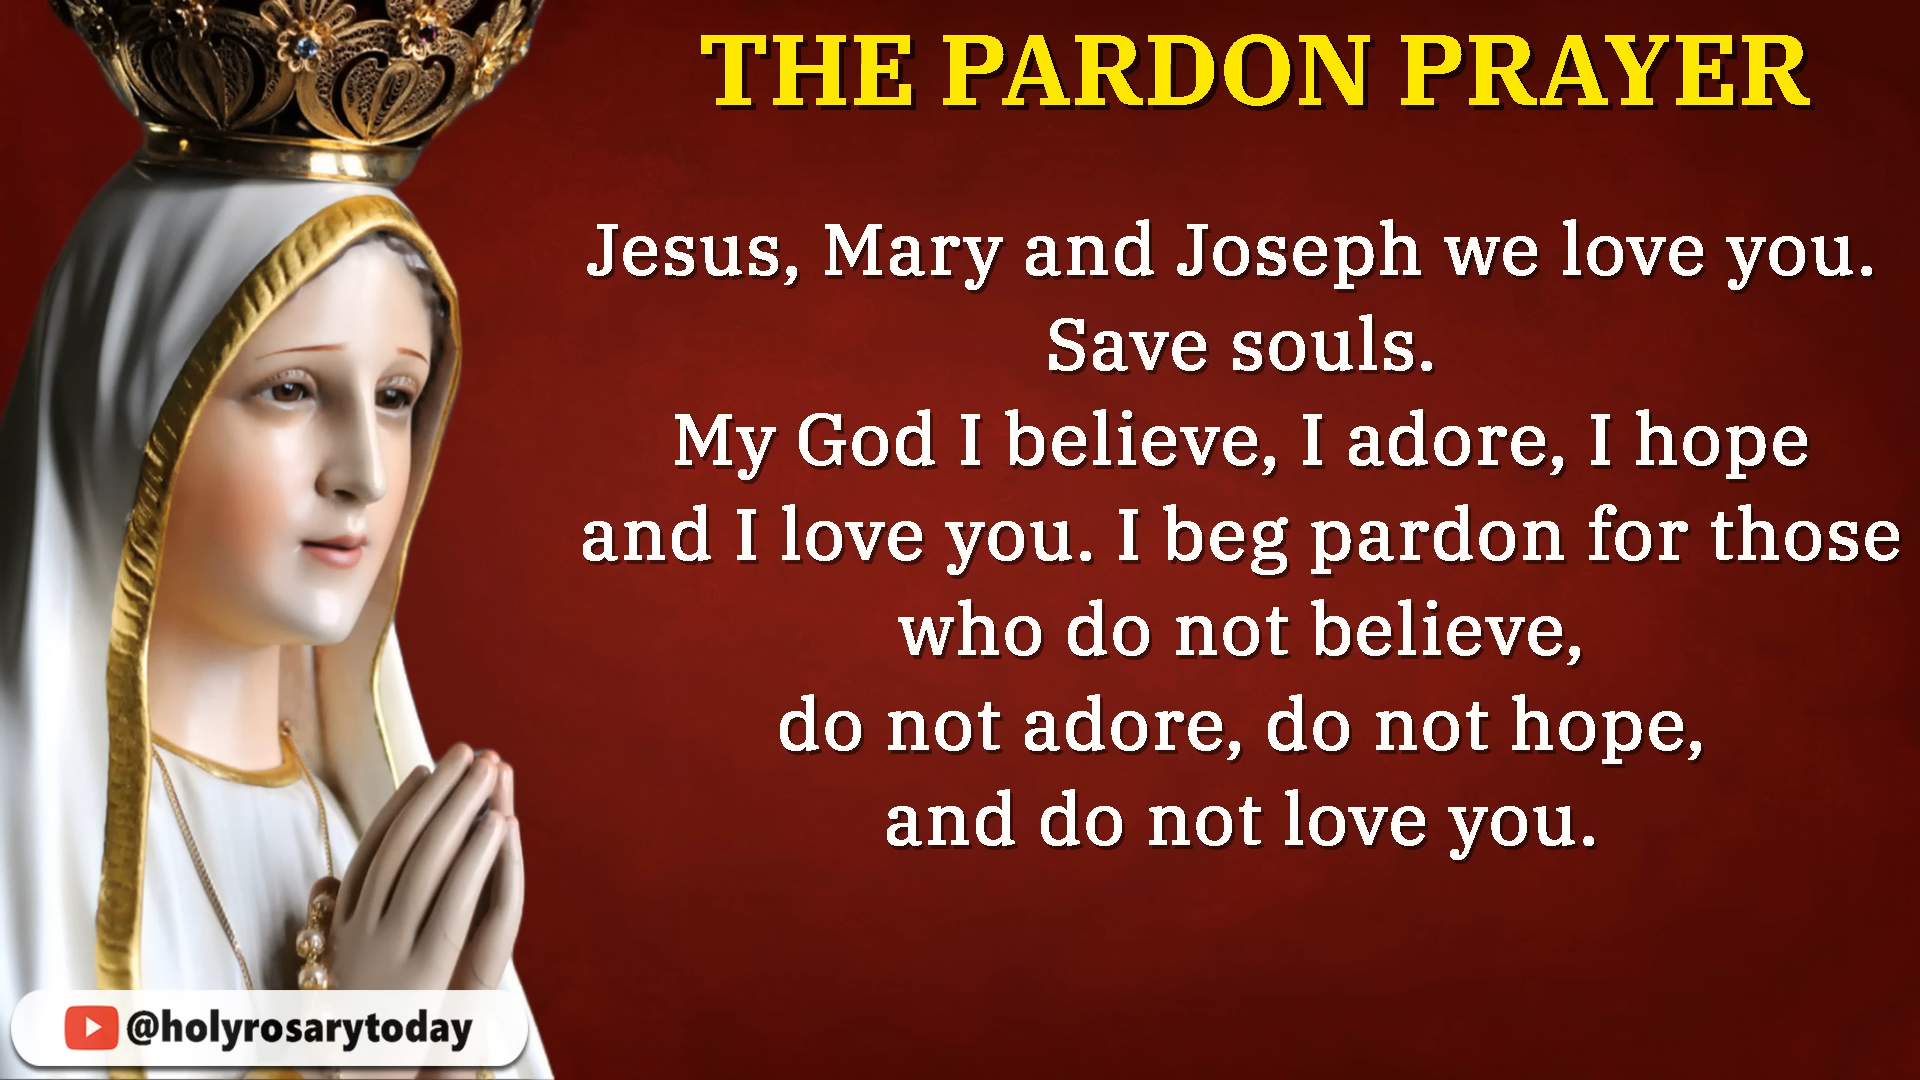 THE PARDON PRAYER
Jesus, Mary and Joseph we love you.
Save souls.
My God I believe, I adore, I hope
and I love you. I beg pardon for those
who do not believe,
do not adore, do not hope,
and do not love you.
@holyrosarytoday